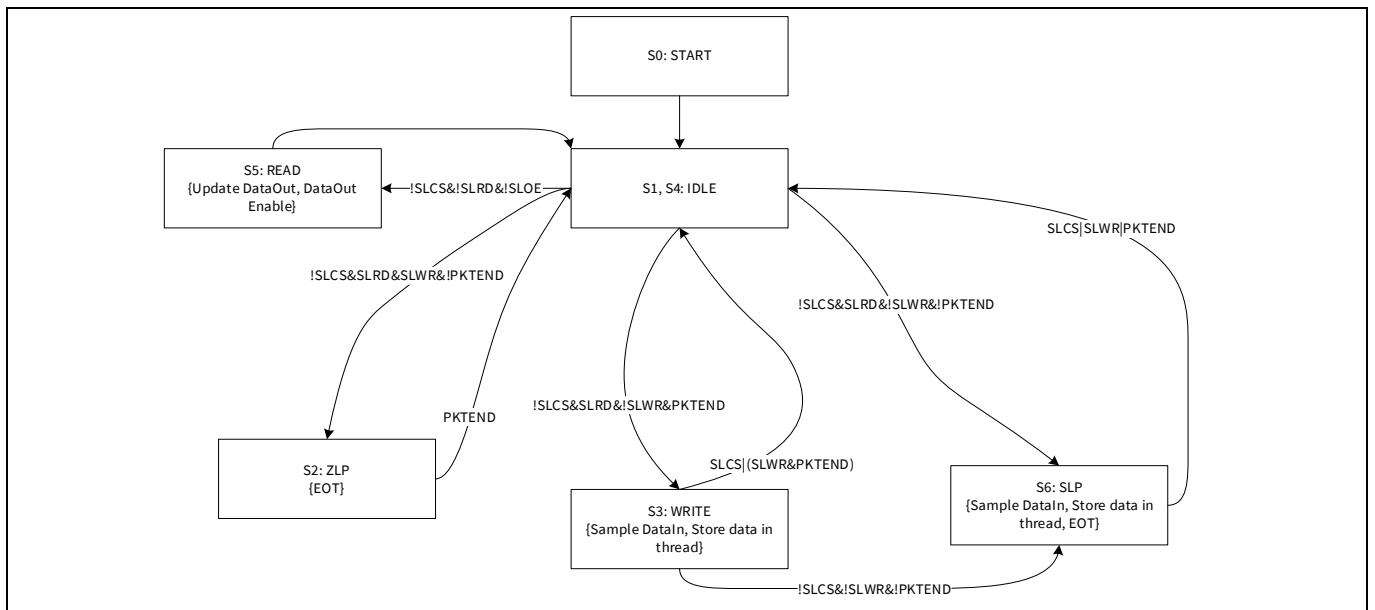 S0: START
S5: READ
{Update DataOut, DataOut
Enable}
!SLCS&!SLRD&!SLOE
S1, S4: IDLE
SLCS|SLWR|PKTEND
!SLCS&SLRD&SLWR&!PKTEND
!SLCS&SLRD&!SLWR&!PKTEND
!SLCS&SLRD&!SLWR&PKTEND
PKTEND
SLCS|(SLWR&PKTEND)
S2: ZLP
{EOT}
S3: WRITE
{Sample DataIn, Store data in
thread}
S6: SLP
{Sample DataIn, Store data in
thread, EOT}
!SLCS&!SLWR&!PKTEND